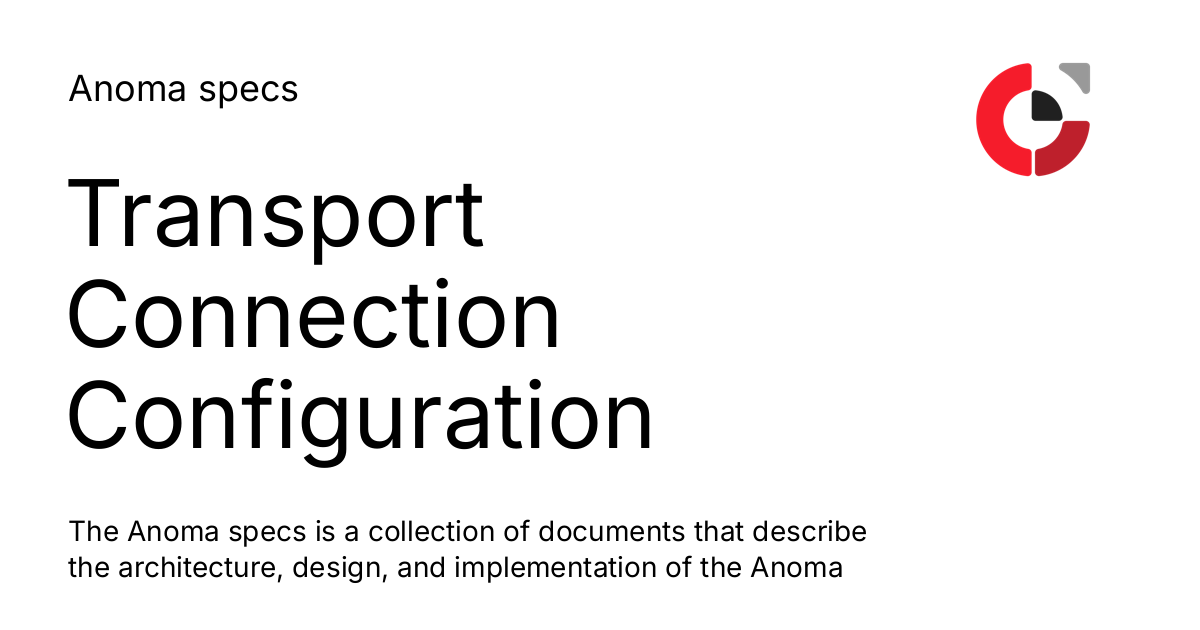 Anoma specs
Transport
Connection
Configuration
The Anoma specs is a collection of documents that describe
the architecture, design, and implementation of the Anoma